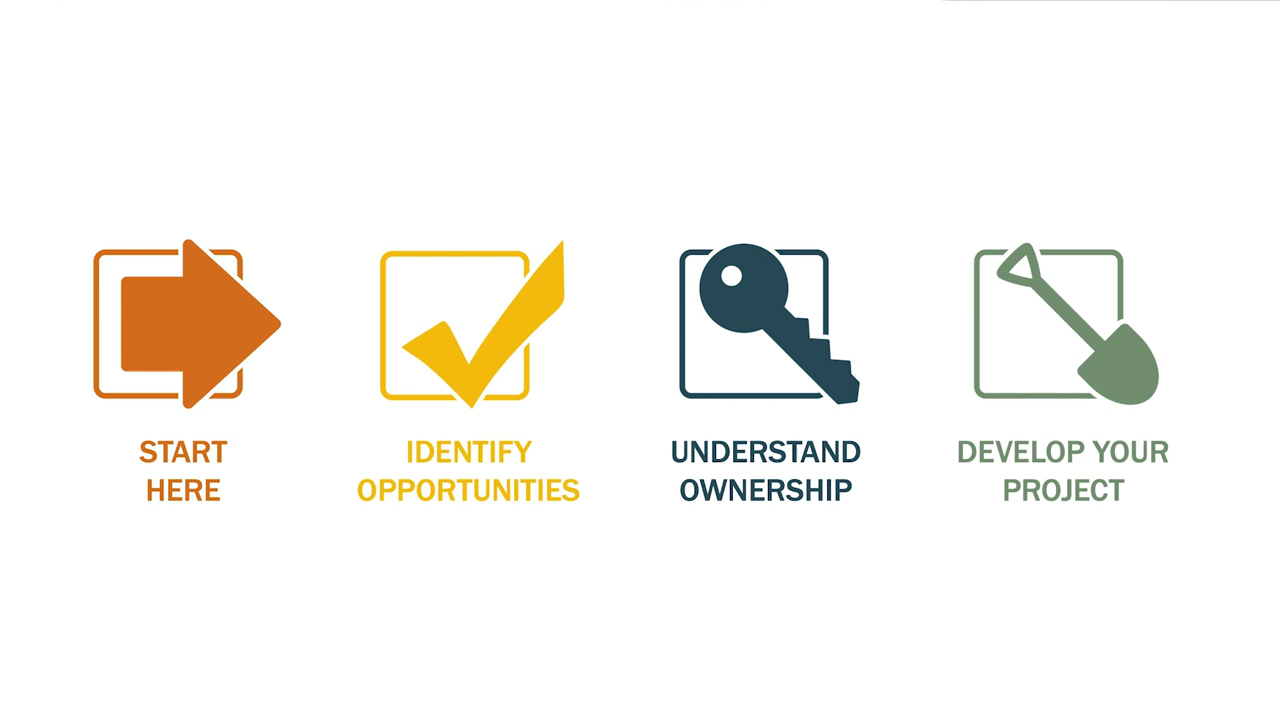 START
HERE
IDENTIFY
OPPORTUNITIES
UNDERSTAND
OWNERSHIP
DEVELOP YOUR
PROJECT